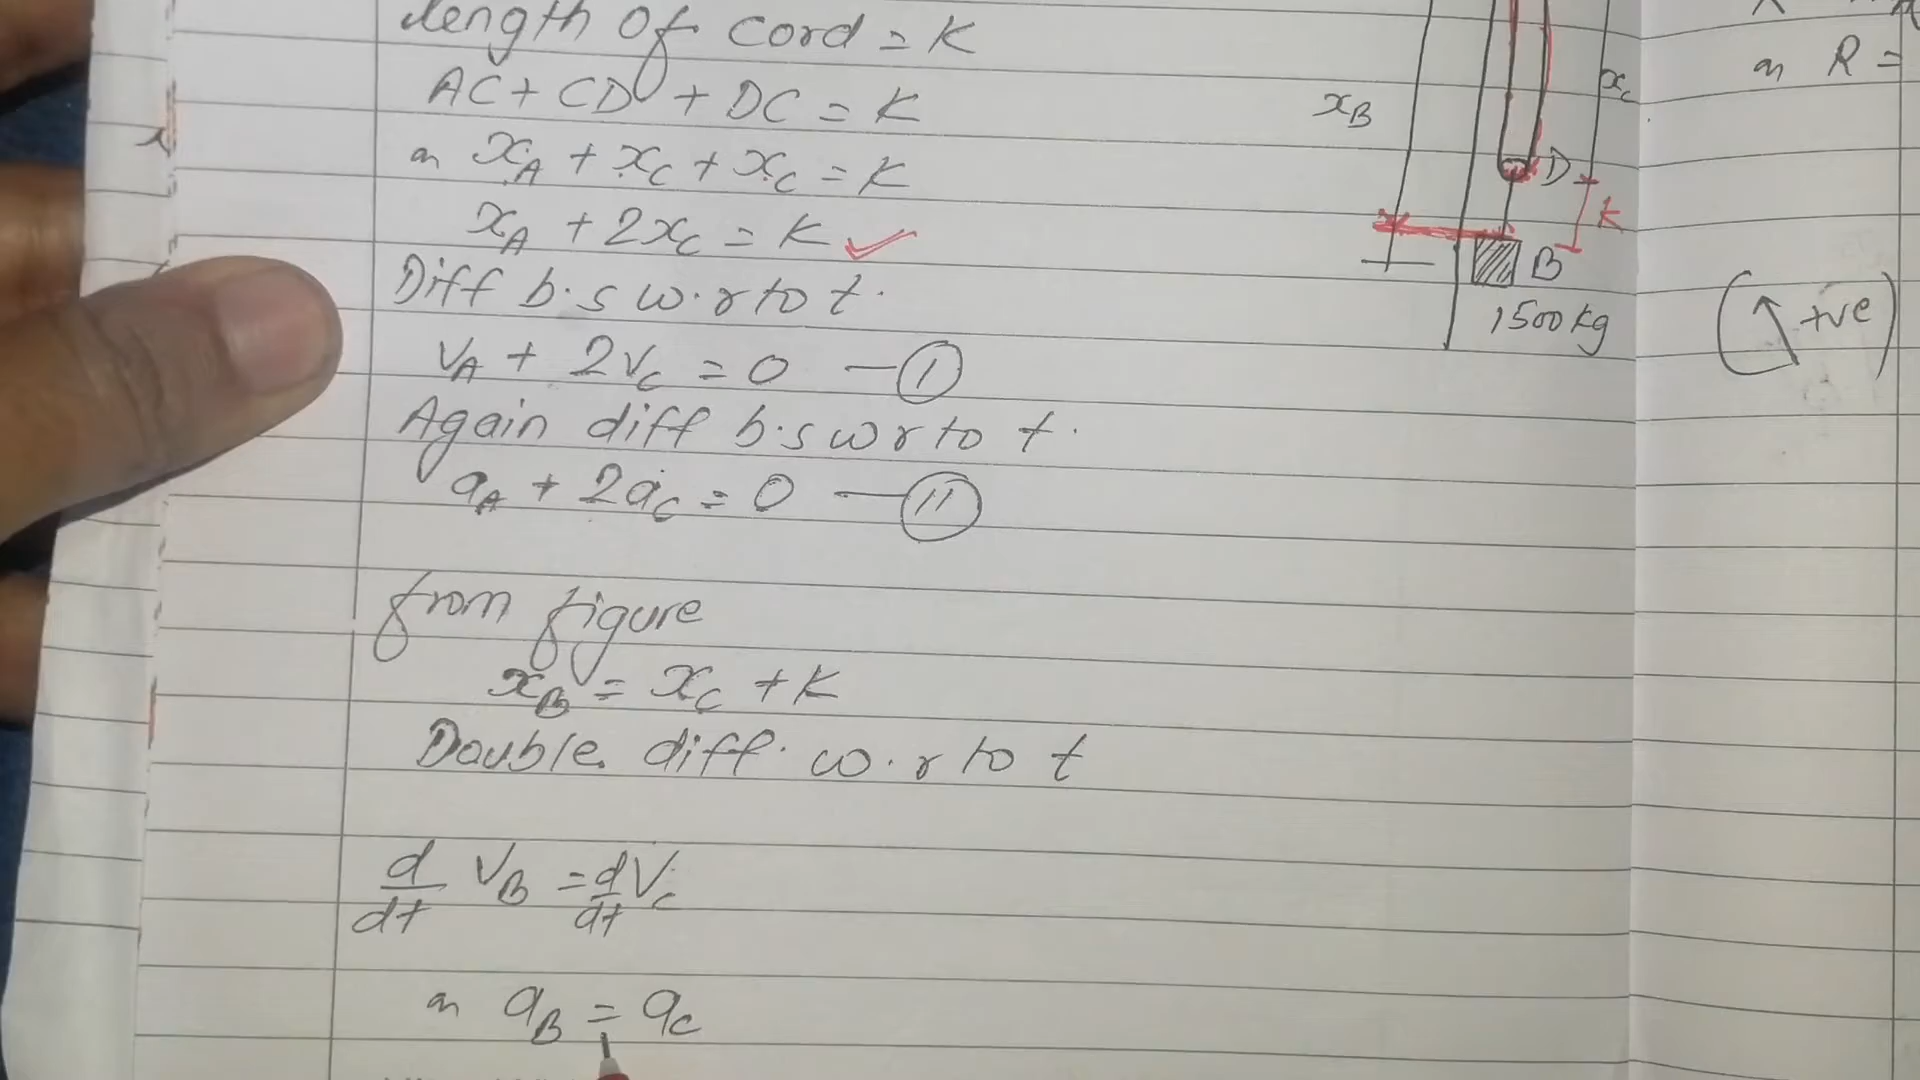 length of cord = K
AC + CD + DC = K
or xA + xC + xC = K
xA + 2xC = K ✓
Diff b.s w.r to t.
VA + 2VC = 0 — (I)
Again diff b.s w r to t.
aA + 2aC = 0 — (II)
from figure
xB = xC + K
Double diff. w.r to t
d/dt VB = d/dt VC
or aB = aC
xB
xC
D
K
B
1500 kg
or R =
(↑ +ve)